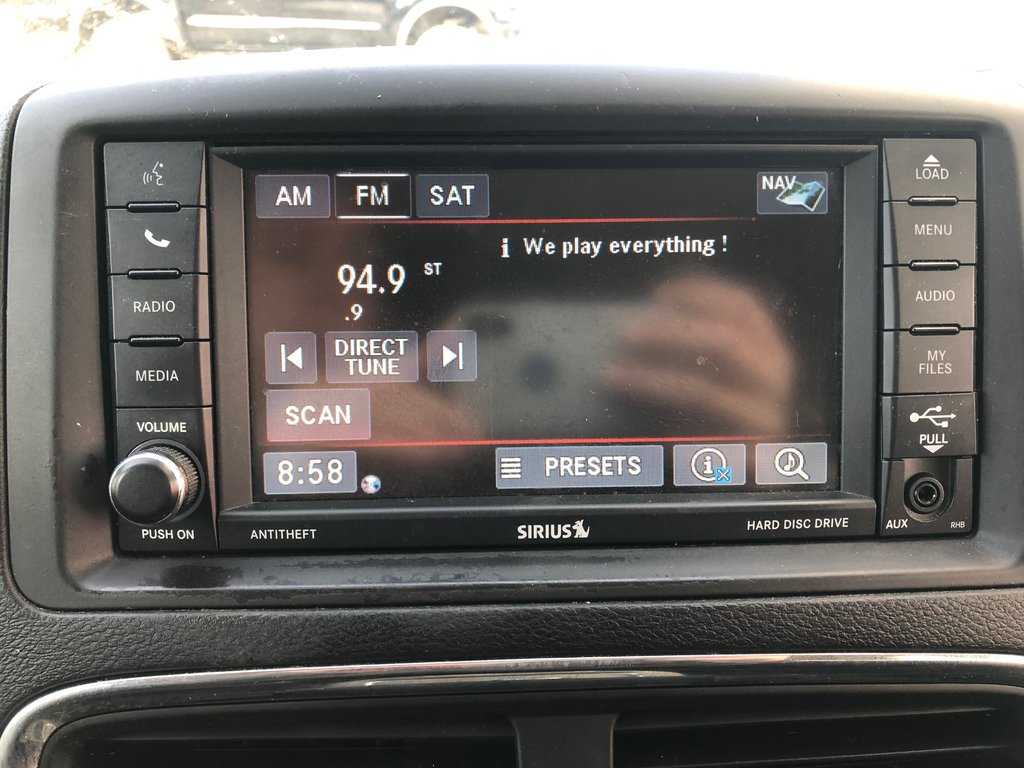 AM FM SAT NAV
i We play everything !
94.9 ST
.9
DIRECT
TUNE
SCAN
8:58 PRESETS i
RADIO
MEDIA
VOLUME
PUSH ON
ANTITHEFT SIRIUS HARD DISC DRIVE
LOAD
MENU
AUDIO
MY
FILES
PULL
AUX RHB